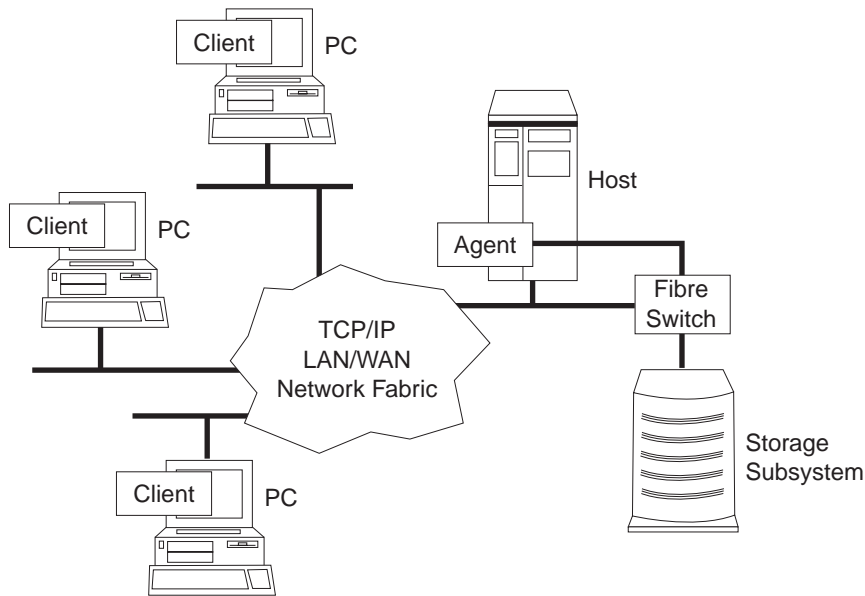 Client
PC
Host
Client
PC
Agent
Fibre
Switch
TCP/IP
LAN/WAN
Network Fabric
Storage
Subsystem
Client
PC